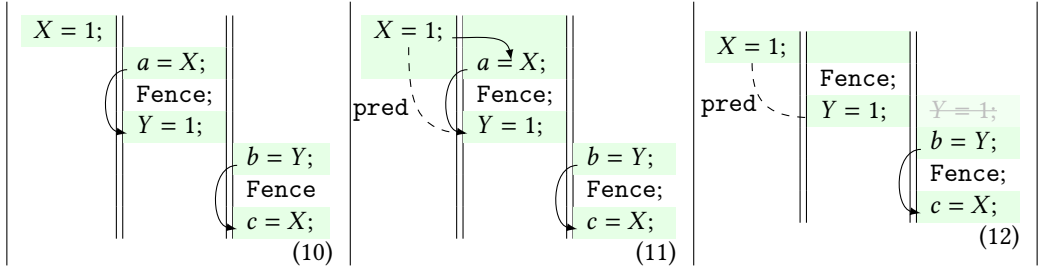 X = 1;
a = X;
Fence;
Y = 1;
b = Y;
Fence
c = X;
(10)
X = 1;
a = X;
pred
Fence;
Y = 1;
b = Y;
Fence;
c = X;
(11)
X = 1;
Fence;
pred
Y = 1;
Y = 1;
b = Y;
Fence;
c = X;
(12)